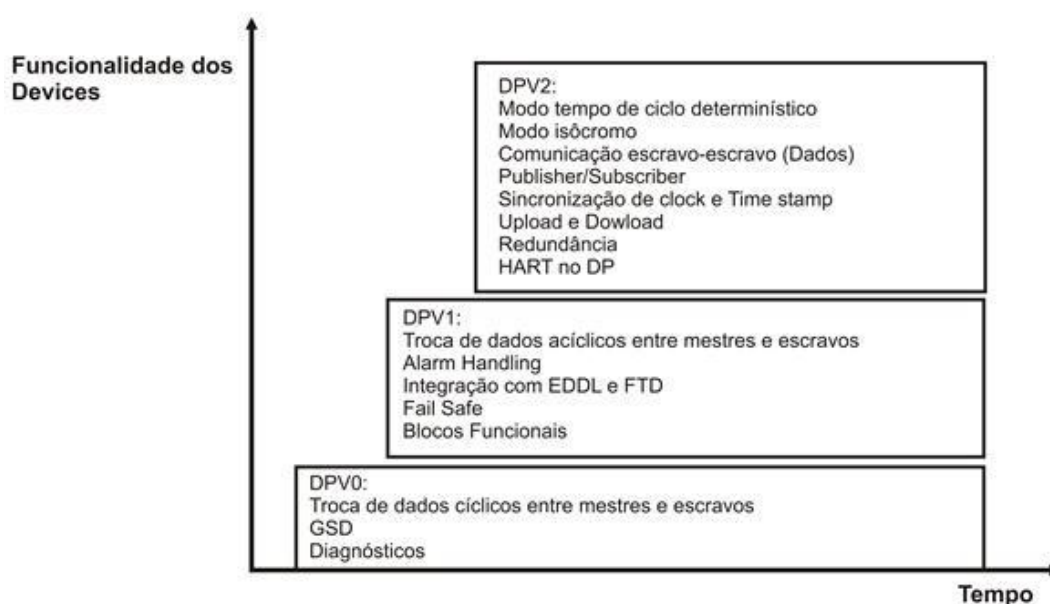 Funcionalidade dos
Devices
DPV2:
Modo tempo de ciclo determinístico
Modo isôcromo
Comunicação escravo-escravo (Dados)
Publisher/Subscriber
Sincronização de clock e Time stamp
Upload e Dowload
Redundância
HART no DP
DPV1:
Troca de dados acíclicos entre mestres e escravos
Alarm Handling
Integração com EDDL e FTD
Fail Safe
Blocos Funcionais
DPV0:
Troca de dados cíclicos entre mestres e escravos
GSD
Diagnósticos
Tempo